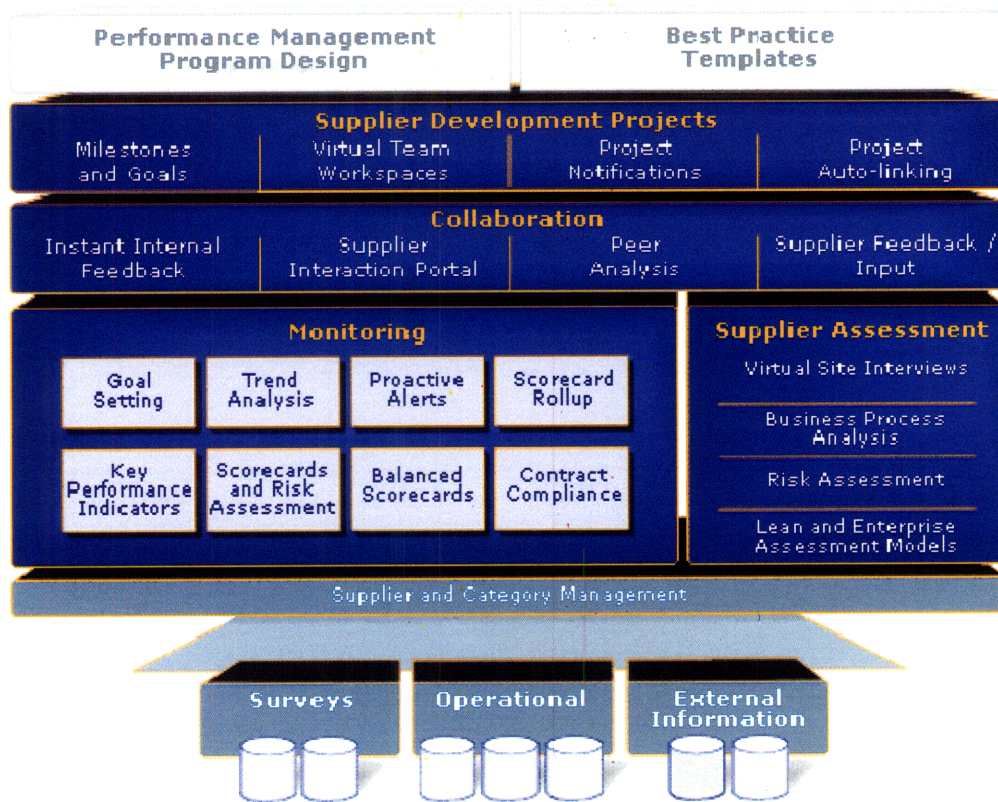 Performance Management
Program Design
Best Practice
Templates
Supplier Development Projects
Milestones
and Goals
Virtual Team
Workspaces
Project
Notifications
Project
Auto-linking
Collaboration
Instant Internal
Feedback
Supplier
Interaction Portal
Peer
Analysis
Supplier Feedback /
Input
Monitoring
Goal
Setting
Trend
Analysis
Proactive
Alerts
Scorecard
Rollup
Key
Performance
Indicators
Scorecards
and Risk
Assessment
Balanced
Scorecards
Contract
Compliance
Supplier Assessment
Virtual Site Interviews
Business Process
Analysis
Risk Assessment
Lean and Enterprise
Assessment Models
Supplier and Category Management
Surveys
Operational
External
Information